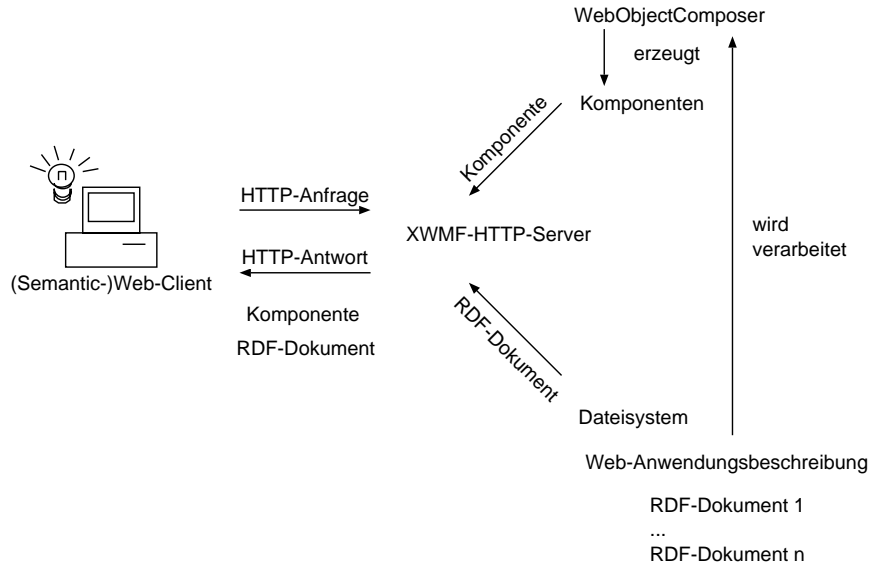 WebObjectComposer
erzeugt
Komponenten
Komponente
HTTP-Anfrage
XWMF-HTTP-Server
wird
verarbeitet
HTTP-Antwort
(Semantic-)Web-Client
Komponente
RDF-Dokument
RDF-Dokument
Dateisystem
Web-Anwendungsbeschreibung
RDF-Dokument 1
...
RDF-Dokument n